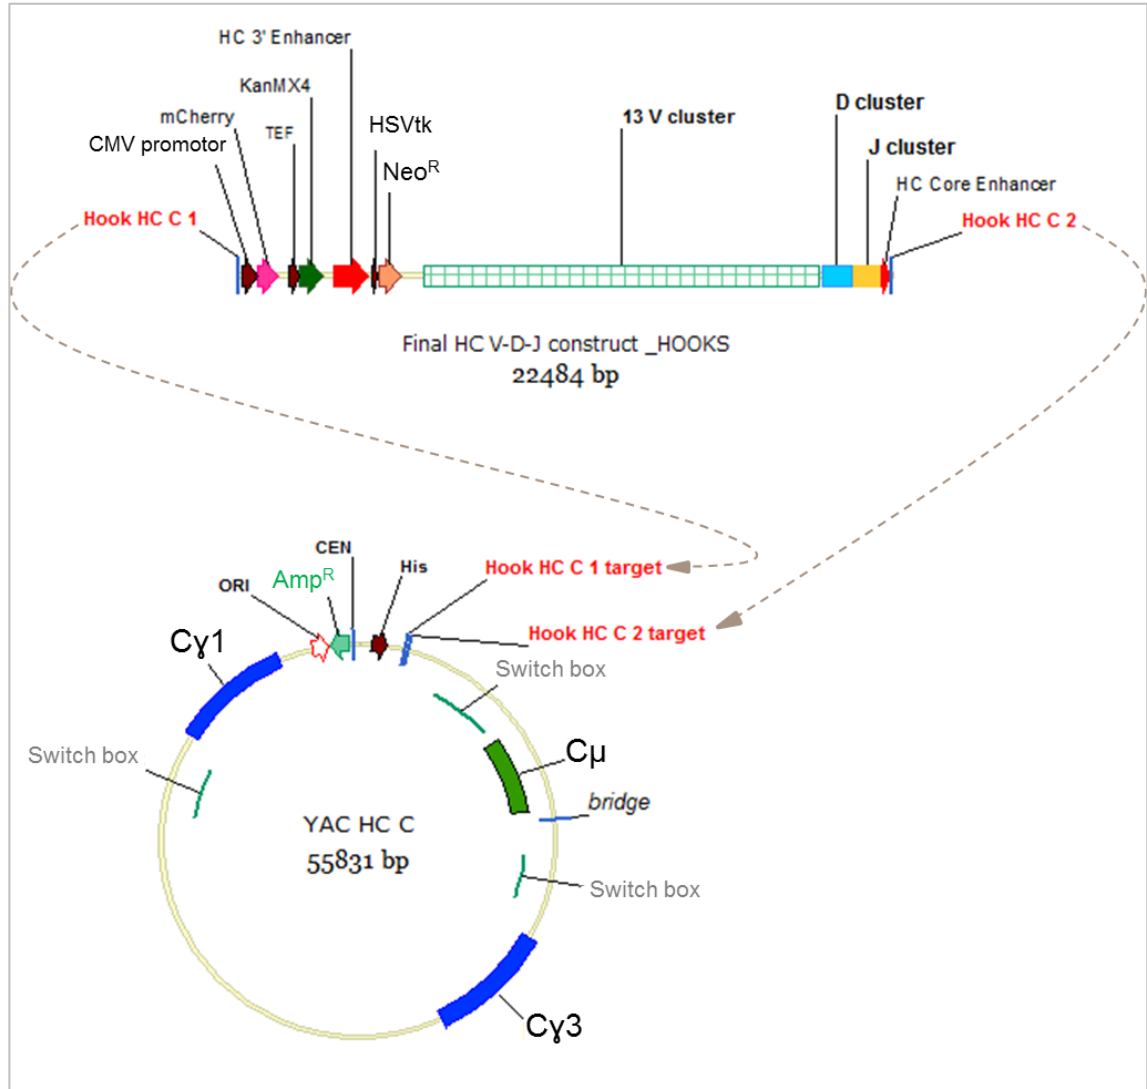 HC 3' Enhancer
KanMX4
mCherry
TEF
CMV promotor
HSVtk
Neoᴿ
13 V cluster
D cluster
J cluster
HC Core Enhancer
Hook HC C 1
Hook HC C 2
Final HC V-D-J construct _HOOKS
22484 bp
CEN
ORI
Ampᴿ
His
Hook HC C 1 target
Hook HC C 2 target
Cɣ1
Switch box
Switch box
Cµ
bridge
YAC HC C
55831 bp
Switch box
Cɣ3